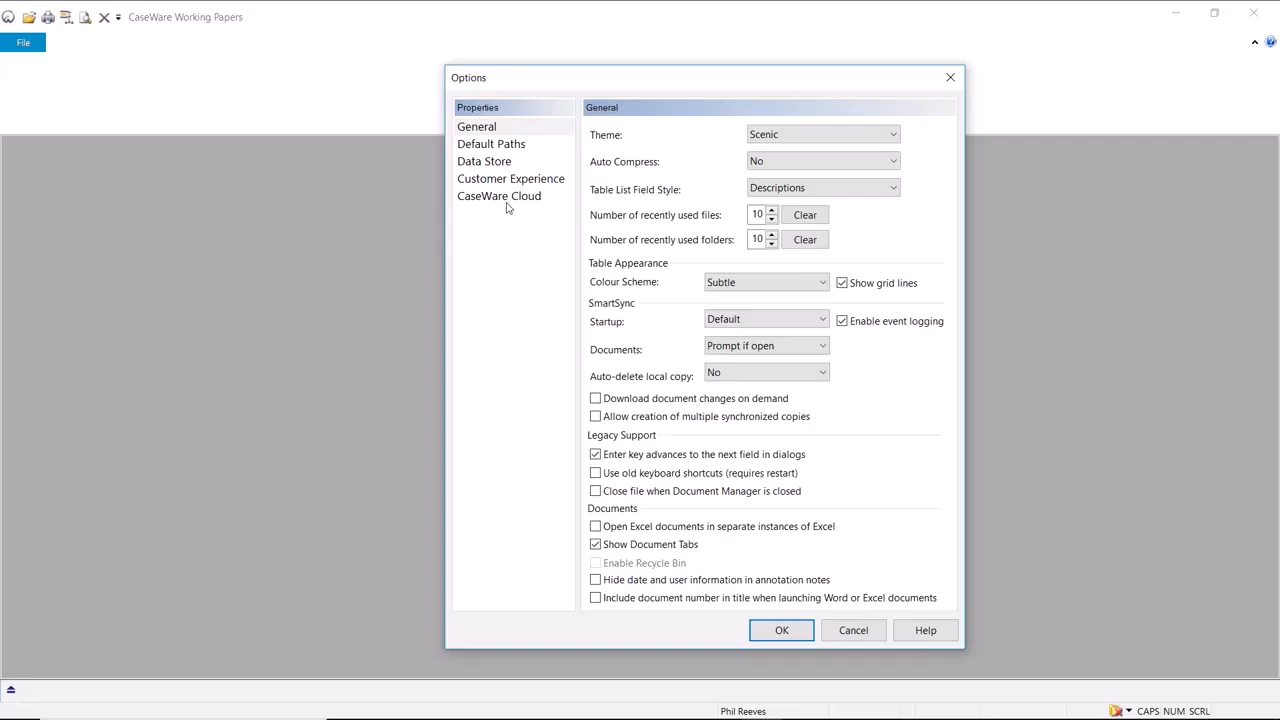 CaseWare Working Papers
File
Options
Properties
General
Default Paths
Data Store
Customer Experience
CaseWare Cloud
General
Theme: Scenic
Auto Compress: No
Table List Field Style: Descriptions
Number of recently used files: 10 Clear
Number of recently used folders: 10 Clear
Table Appearance
Colour Scheme: Subtle Show grid lines
SmartSync
Startup: Default Enable event logging
Documents: Prompt if open
Auto-delete local copy: No
Download document changes on demand
Allow creation of multiple synchronized copies
Legacy Support
Enter key advances to the next field in dialogs
Use old keyboard shortcuts (requires restart)
Close file when Document Manager is closed
Documents
Open Excel documents in separate instances of Excel
Show Document Tabs
Enable Recycle Bin
Hide date and user information in annotation notes
Include document number in title when launching Word or Excel documents
OK Cancel Help
Phil Reeves CAPS NUM SCRL